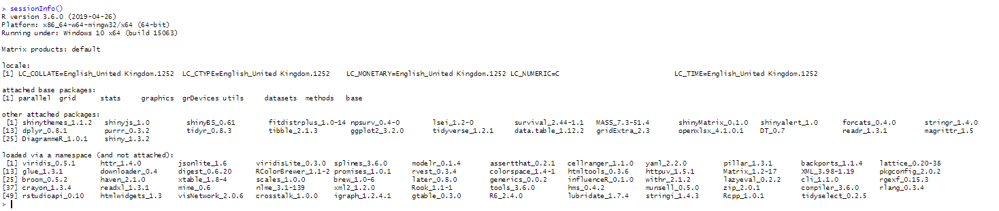 > sessionInfo()
R version 3.6.0 (2019-04-26)
Platform: x86_64-w64-mingw32/x64 (64-bit)
Running under: Windows 10 x64 (build 15063)
Matrix products: default
locale:
[1] LC_COLLATE=English_United Kingdom.1252  LC_CTYPE=English_United Kingdom.1252    LC_MONETARY=English_United Kingdom.1252 LC_NUMERIC=C                            LC_TIME=English_United Kingdom.1252
attached base packages:
[1] parallel  grid      stats     graphics  grDevices utils     datasets  methods   base
other attached packages:
 [1] shinythemes_1.1.2   shinyjs_1.0         shinyBS_0.61        fitdistrplus_1.0-14 npsurv_0.4-0        lsei_1.2-0          survival_2.44-1.1   MASS_7.3-51.4       shinyMatrix_0.1.0   shinyalert_1.0      forcats_0.4.0       stringr_1.4.0
[13] dplyr_0.8.1         purrr_0.3.2         tidyr_0.8.3         tibble_2.1.3        ggplot2_3.2.0       tidyverse_1.2.1     data.table_1.12.2   gridExtra_2.3       openxlsx_4.1.0.1    DT_0.7              readr_1.3.1         magrittr_1.5
[25] DiagrammeR_1.0.1    shiny_1.3.2
loaded via a namespace (and not attached):
 [1] viridis_0.5.1      httr_1.4.0         jsonlite_1.6       viridisLite_0.3.0  splines_3.6.0      modelr_0.1.4       assertthat_0.2.1   cellranger_1.1.0   yaml_2.2.0         pillar_1.3.1       backports_1.1.4    lattice_0.20-38
[13] glue_1.3.1         downloader_0.4     digest_0.6.20      RColorBrewer_1.1-2 promises_1.0.1     rvest_0.3.4        colorspace_1.4-1   htmltools_0.3.6    httpuv_1.5.1       Matrix_1.2-17      XML_3.98-1.19      pkgconfig_2.0.2
[25] broom_0.5.2        haven_2.1.0        xtable_1.8-4       scales_1.0.0       brew_1.0-6         later_0.8.0        generics_0.0.2     influenceR_0.1.0   withr_2.1.2        lazyeval_0.2.2     cli_1.1.0          rgexf_0.15.3
[37] crayon_1.3.4       readxl_1.3.1       mime_0.6           nlme_3.1-139       xml2_1.2.0         Rook_1.1-1         tools_3.6.0        hms_0.4.2          munsell_0.5.0      zip_2.0.1          compiler_3.6.0     rlang_0.3.4
[49] rstudioapi_0.10    htmlwidgets_1.3    visNetwork_2.0.6   crosstalk_1.0.0    igraph_1.2.4.1     gtable_0.3.0       R6_2.4.0           lubridate_1.7.4    stringi_1.4.3      Rcpp_1.0.1         tidyselect_0.2.5
>